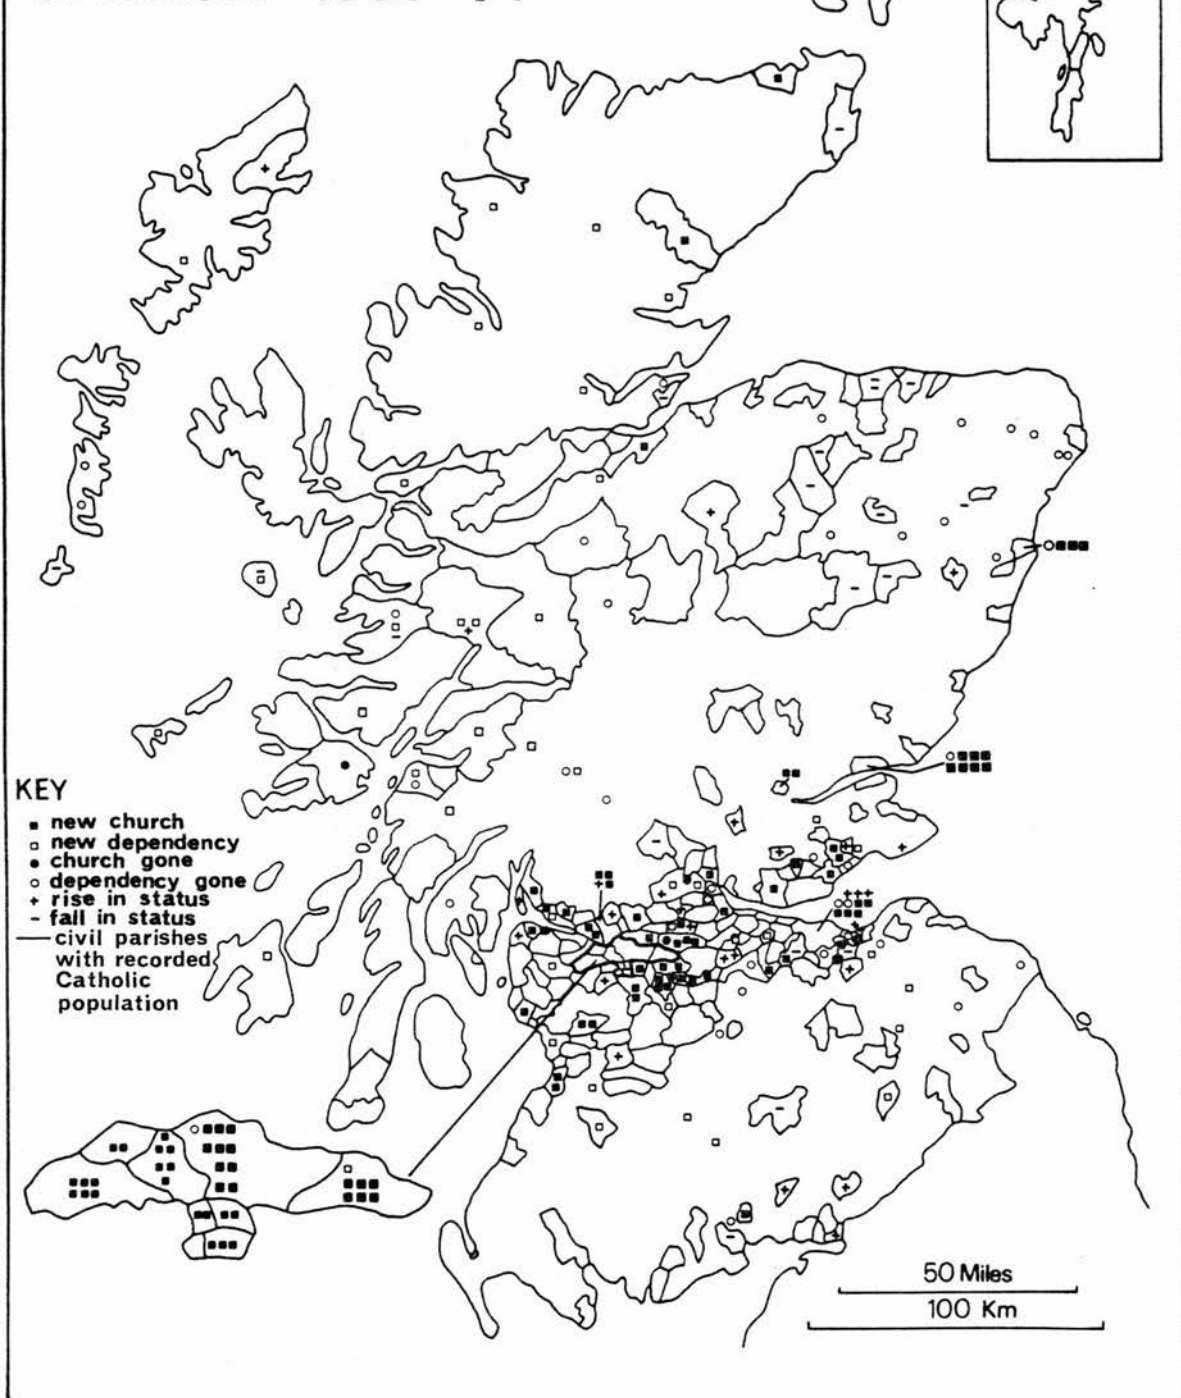 KEY
new church
new dependency
church gone
dependency gone
rise in status
fall in status
civil parishes
with recorded
Catholic
population
50 Miles
100 Km